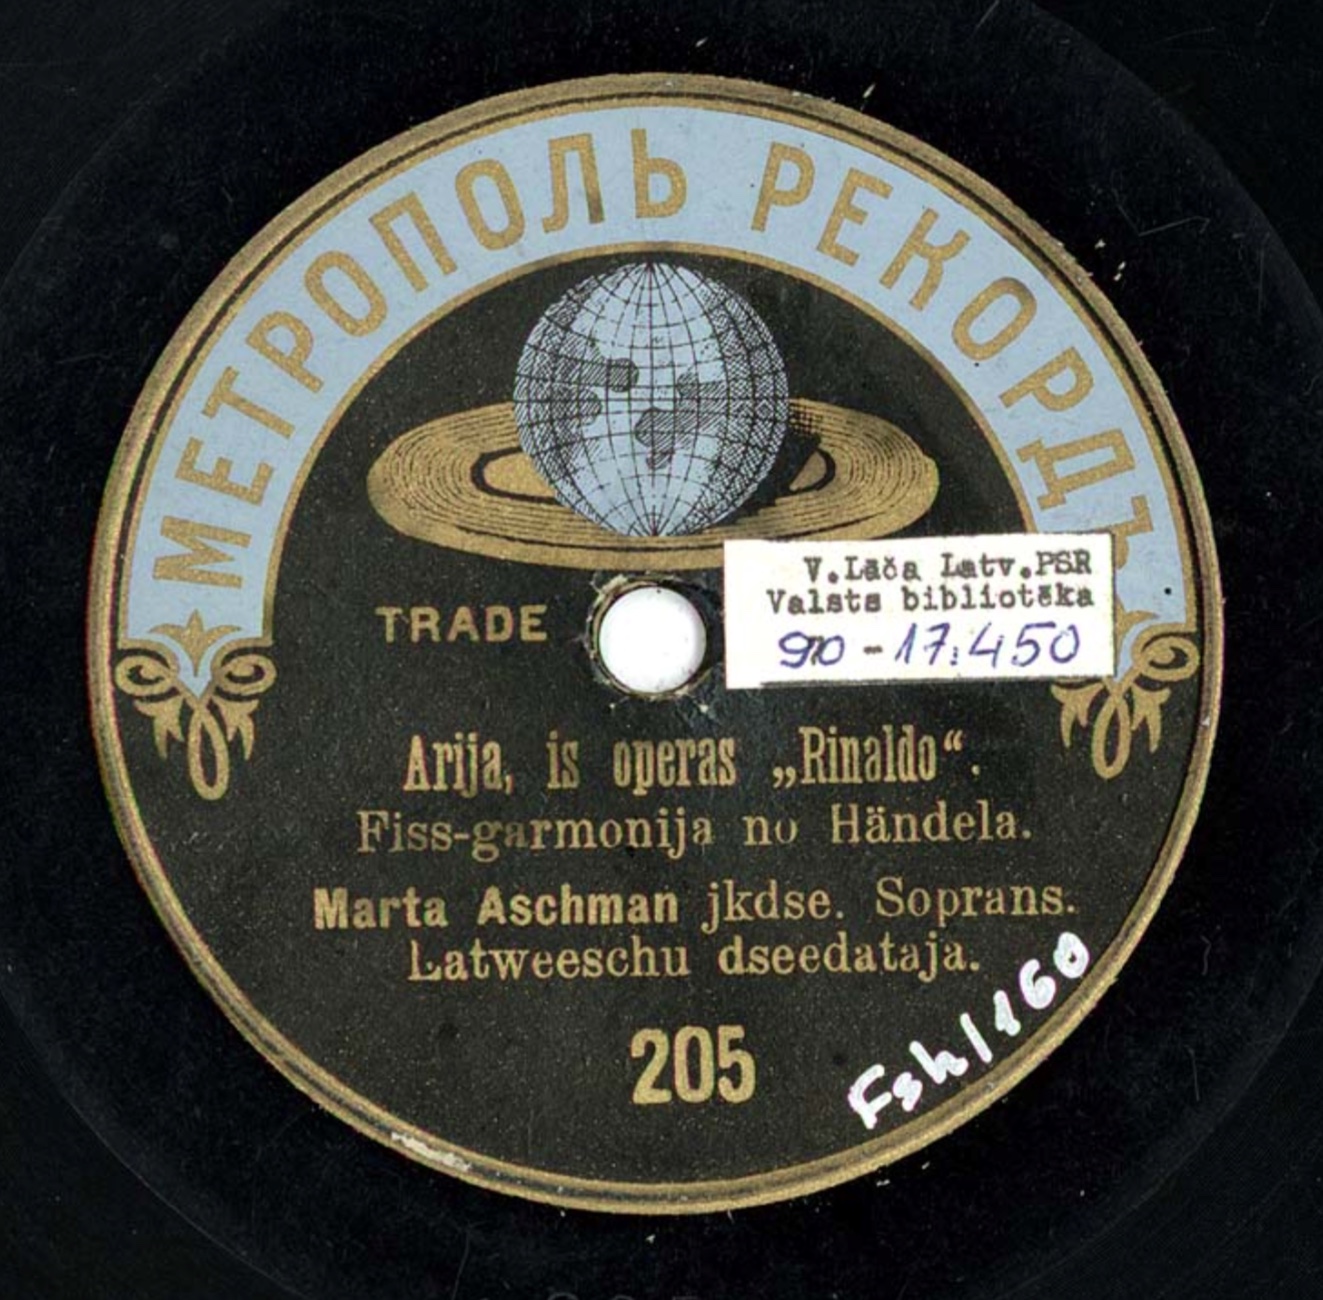 МЕТРОПОЛЬ РЕКОРДЪ
TRADE
V.Lāča Latv.PSR
Valsts bibliotēka
90-17.450
Arija, is operas „Rinaldo“.
Fiss-garmonija no Händela.
Marta Aschman jkdse. Soprans.
Latweeschu dseedataja.
205
Fsh/160